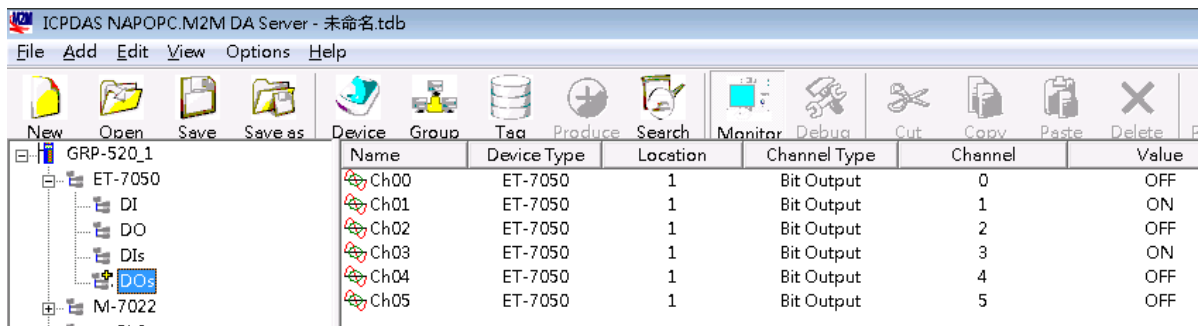 M2M ICPDAS NAPOPC.M2M DA Server - 未命名.tdb
File Add Edit View Options Help
New Open Save Save as Device Group Tag Produce Search Monitor Debug Cut Copy Paste Delete
GRP-520_1
ET-7050
DI
DO
DIs
DOs
M-7022
Name Device Type Location Channel Type Channel Value
Ch00 ET-7050 1 Bit Output 0 OFF
Ch01 ET-7050 1 Bit Output 1 ON
Ch02 ET-7050 1 Bit Output 2 OFF
Ch03 ET-7050 1 Bit Output 3 ON
Ch04 ET-7050 1 Bit Output 4 OFF
Ch05 ET-7050 1 Bit Output 5 OFF